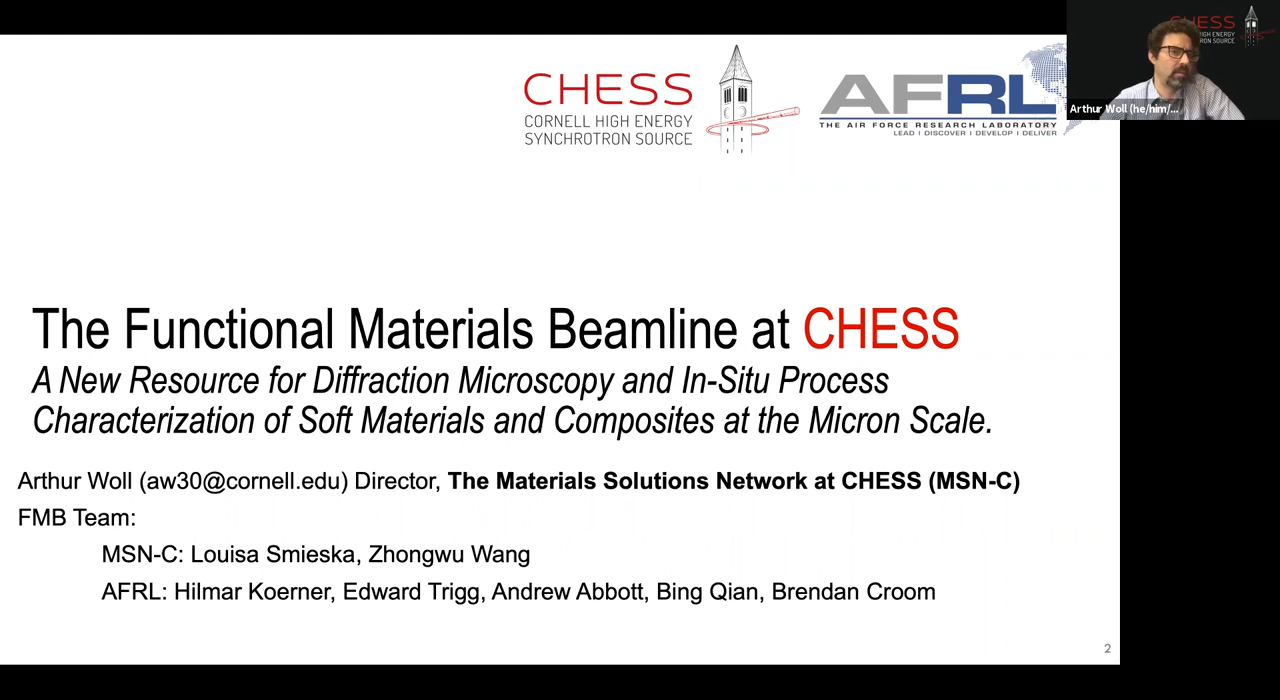 CHESS
CORNELL HIGH ENERGY
SYNCHROTRON SOURCE
AFRL
THE AIR FORCE RESEARCH LABORATORY
LEAD | DISCOVER | DEVELOP | DELIVER
CHESS
HIGH ENERGY
SOURCE
Arthur Woll (he/him/...
The Functional Materials Beamline at CHESS
A New Resource for Diffraction Microscopy and In-Situ Process
Characterization of Soft Materials and Composites at the Micron Scale.
Arthur Woll (aw30@cornell.edu) Director, The Materials Solutions Network at CHESS (MSN-C)
FMB Team:
MSN-C: Louisa Smieska, Zhongwu Wang
AFRL: Hilmar Koerner, Edward Trigg, Andrew Abbott, Bing Qian, Brendan Croom
2